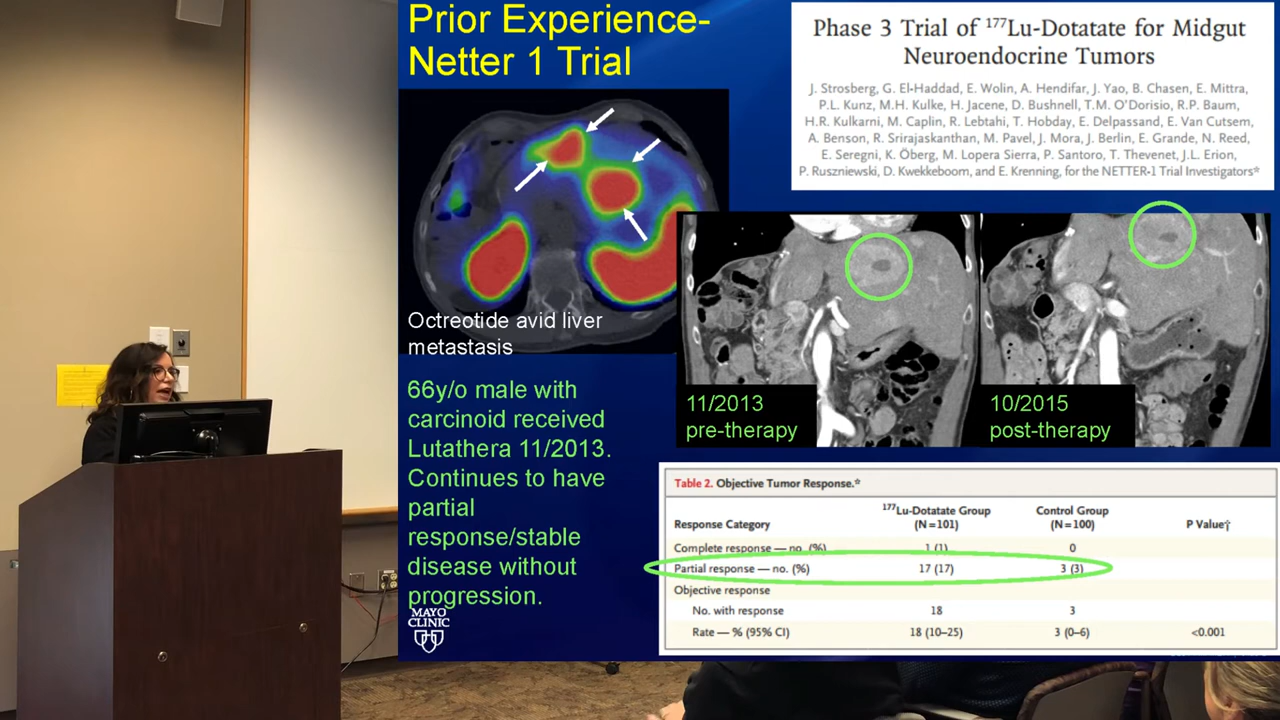 Prior Experience-
Netter 1 Trial
Phase 3 Trial of ¹⁷⁷Lu-Dotatate for Midgut
Neuroendocrine Tumors
J. Strosberg, G. El-Haddad, E. Wolin, A. Hendifar, J. Yao, B. Chasen, E. Mittra,
P.L. Kunz, M.H. Kulke, H. Jacene, D. Bushnell, T.M. O'Dorisio, R.P. Baum,
H.R. Kulkarni, M. Caplin, R. Lebtahi, T. Hobday, E. Delpassand, E. Van Cutsem,
A. Benson, R. Srirajaskanthan, M. Pavel, J. Mora, J. Berlin, E. Grande, N. Reed,
E. Seregni, K. Öberg, M. Lopera Sierra, P. Santoro, T. Thevenet, J.L. Erion,
P. Ruszniewski, D. Kwekkeboom, and E. Krenning, for the NETTER-1 Trial Investigators*
Octreotide avid liver
metastasis
66y/o male with
carcinoid received
Lutathera 11/2013.
Continues to have
partial
response/stable
disease without
progression.
MAYO
CLINIC
11/2013
pre-therapy
10/2015
post-therapy
Table 2. Objective Tumor Response.*
Response Category ¹⁷⁷Lu-Dotatate Group (N=101) Control Group (N=100) P Value†
Complete response — no. (%) 1 (1) 0
Partial response — no. (%) 17 (17) 3 (3)
Objective response
No. with response 18 3
Rate — % (95% CI) 18 (10–25) 3 (0–6) <0.001